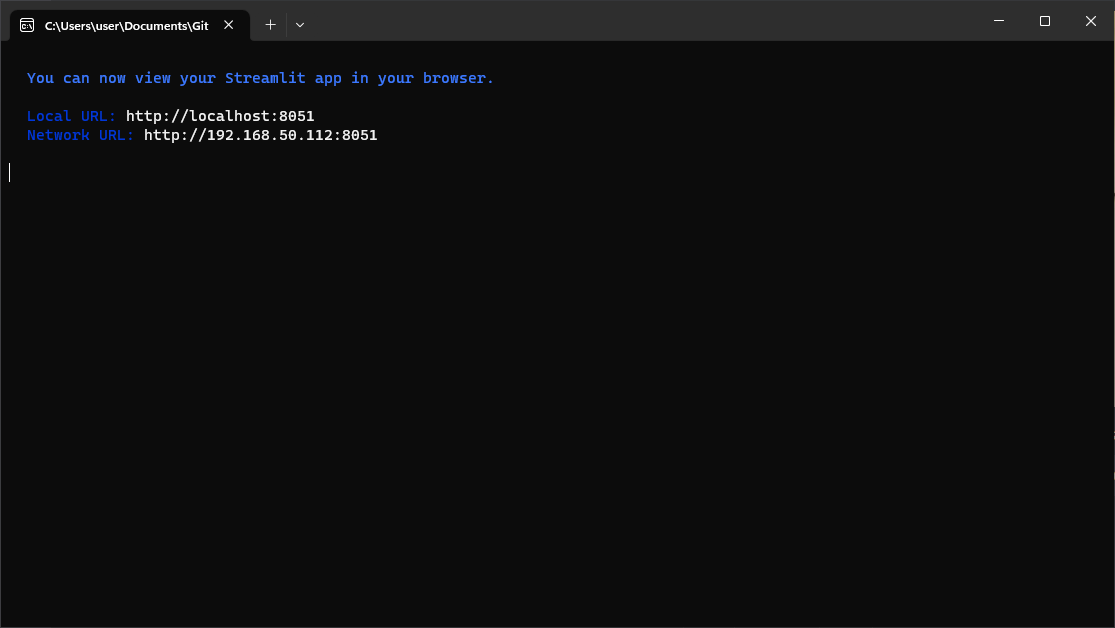 C:\Users\user\Documents\Git
You can now view your Streamlit app in your browser.
Local URL: http://localhost:8051
Network URL: http://192.168.50.112:8051